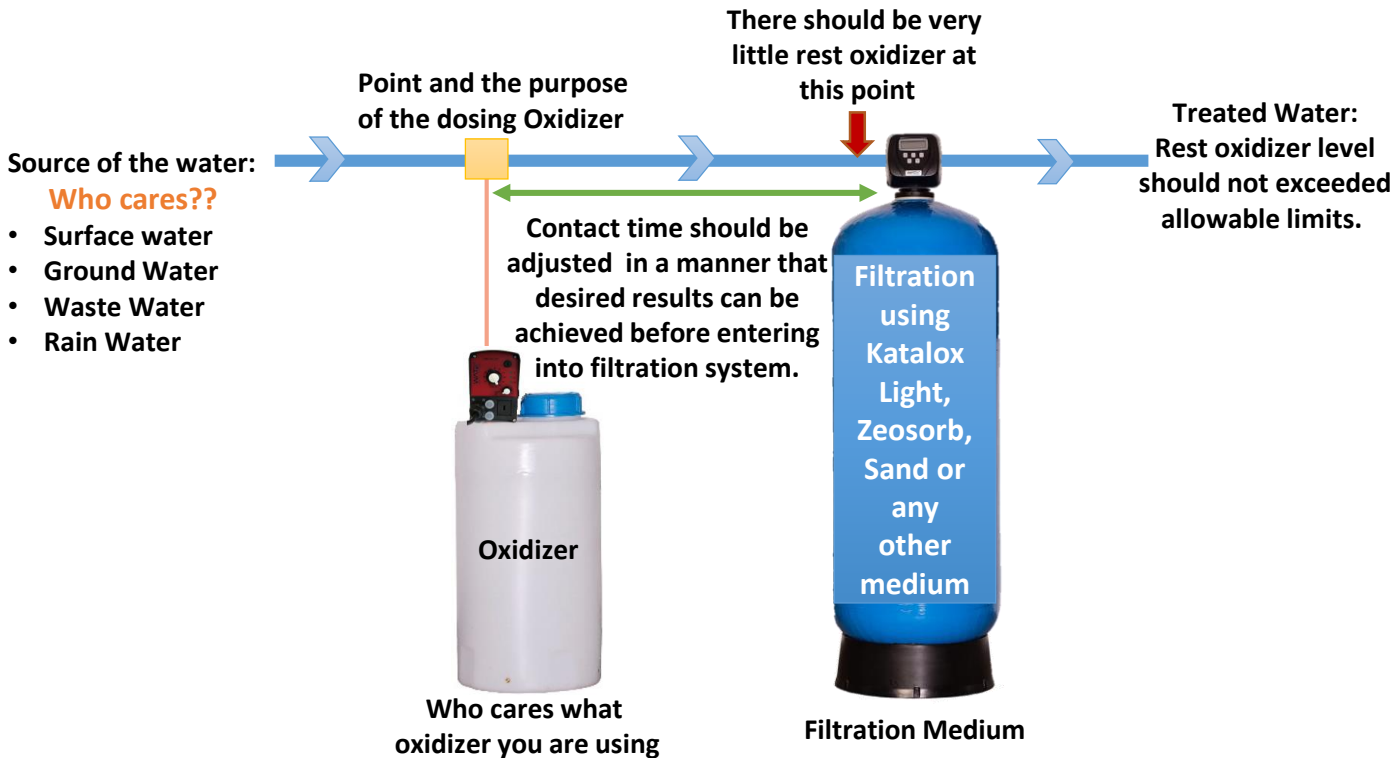 Source of the water:
Who cares??
• Surface water
• Ground Water
• Waste Water
• Rain Water
Point and the purpose
of the dosing Oxidizer
There should be very
little rest oxidizer at
this point
Treated Water:
Rest oxidizer level
should not exceeded
allowable limits.
Contact time should be
adjusted in a manner that
desired results can be
achieved before entering
into filtration system.
Oxidizer
Who cares what
oxidizer you are using
Filtration
using
Katalox
Light,
Zeosorb,
Sand or
any
other
medium
Filtration Medium